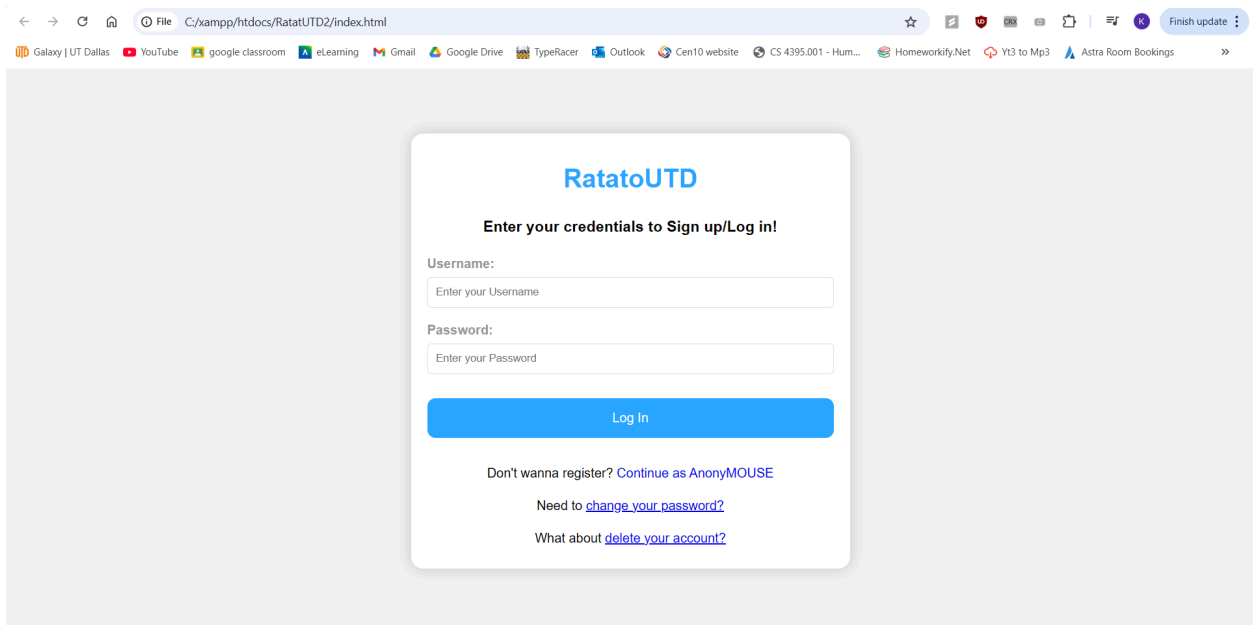 File C:/xampp/htdocs/RatatUTD2/index.html K Finish update
Galaxy | UT Dallas YouTube google classroom eLearning Gmail Google Drive TypeRacer Outlook Cen10 website CS 4395.001 - Hum... Homeworkify.Net Yt3 to Mp3 Astra Room Bookings »
RatatoUTD
Enter your credentials to Sign up/Log in!
Username:
Enter your Username
Password:
Enter your Password
Log In
Don't wanna register? Continue as AnonyMOUSE
Need to change your password?
What about delete your account?